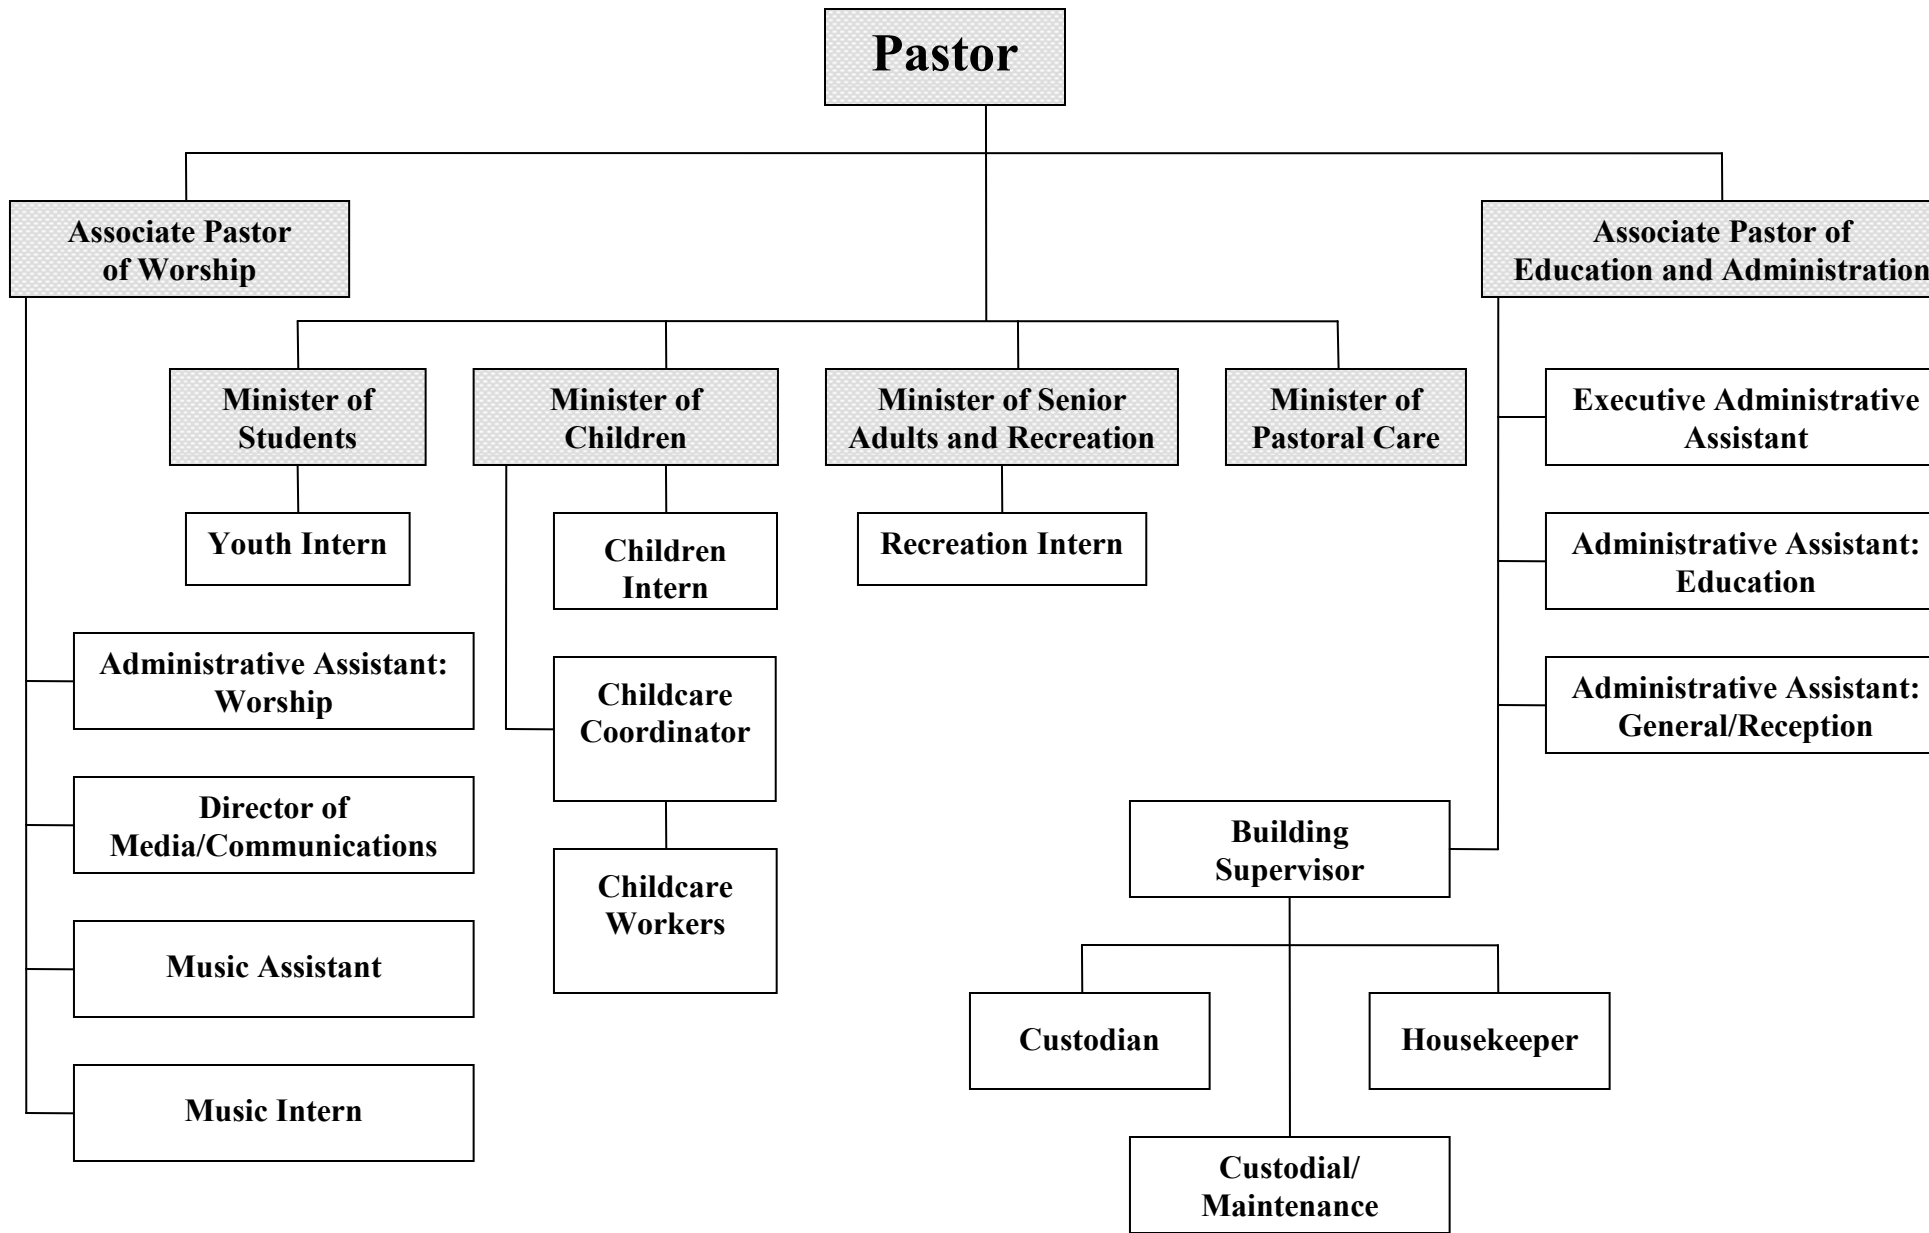 Pastor
Associate Pastor
of Worship
Associate Pastor of
Education and Administration
Minister of
Students
Minister of
Children
Minister of Senior
Adults and Recreation
Minister of
Pastoral Care
Executive Administrative
Assistant
Youth Intern
Children
Intern
Recreation Intern
Administrative Assistant:
Education
Administrative Assistant:
Worship
Childcare
Coordinator
Administrative Assistant:
General/Reception
Director of
Media/Communications
Building
Supervisor
Childcare
Workers
Music Assistant
Custodian
Housekeeper
Music Intern
Custodial/
Maintenance